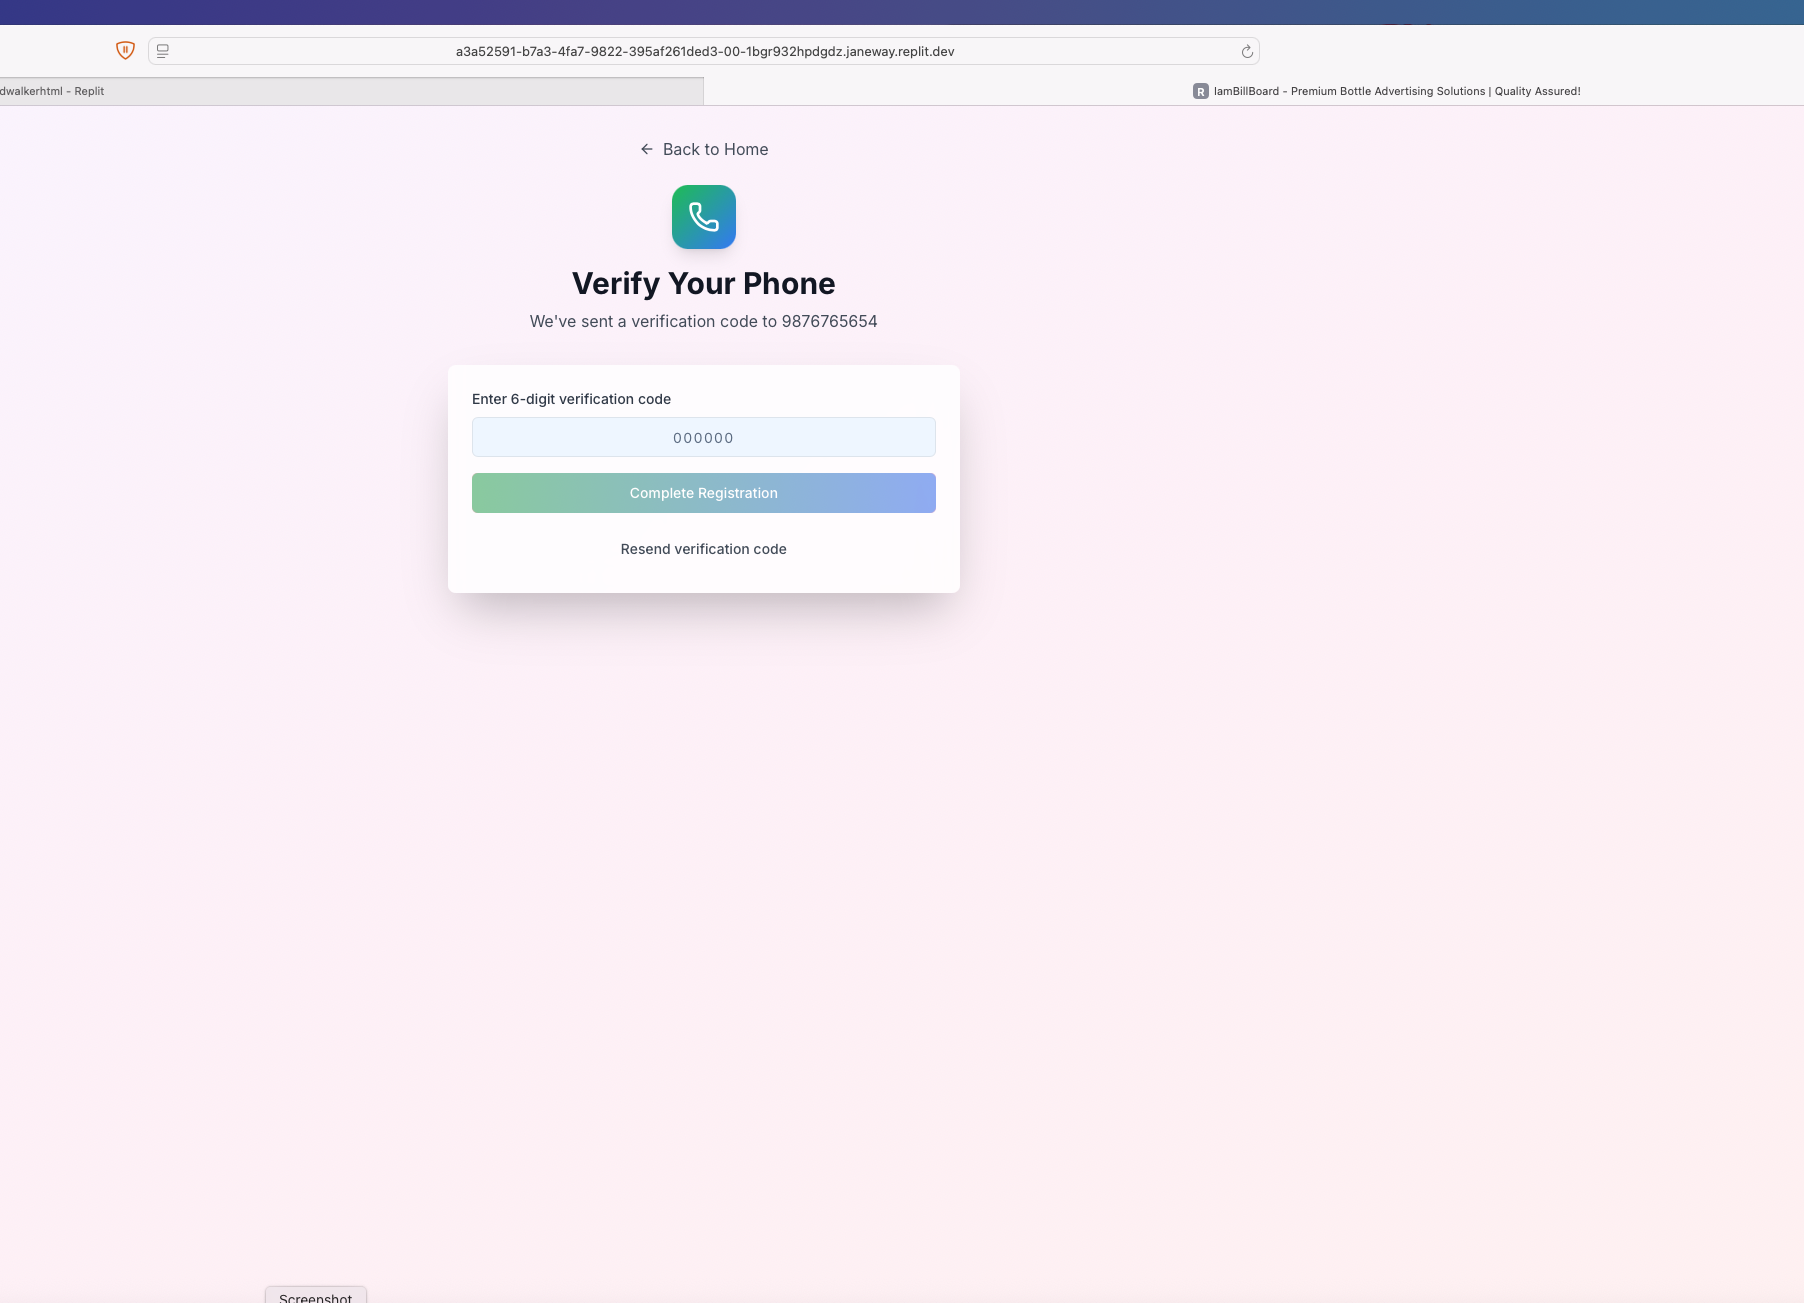 a3a52591-b7a3-4fa7-9822-395af261ded3-00-1bgr932hpdgdz.janeway.replit.dev
dwalkerhtml - Replit
R IamBillBoard - Premium Bottle Advertising Solutions | Quality Assured!
Back to Home
Verify Your Phone
We've sent a verification code to 9876765654
Enter 6-digit verification code
000000
Complete Registration
Resend verification code
Screenshot